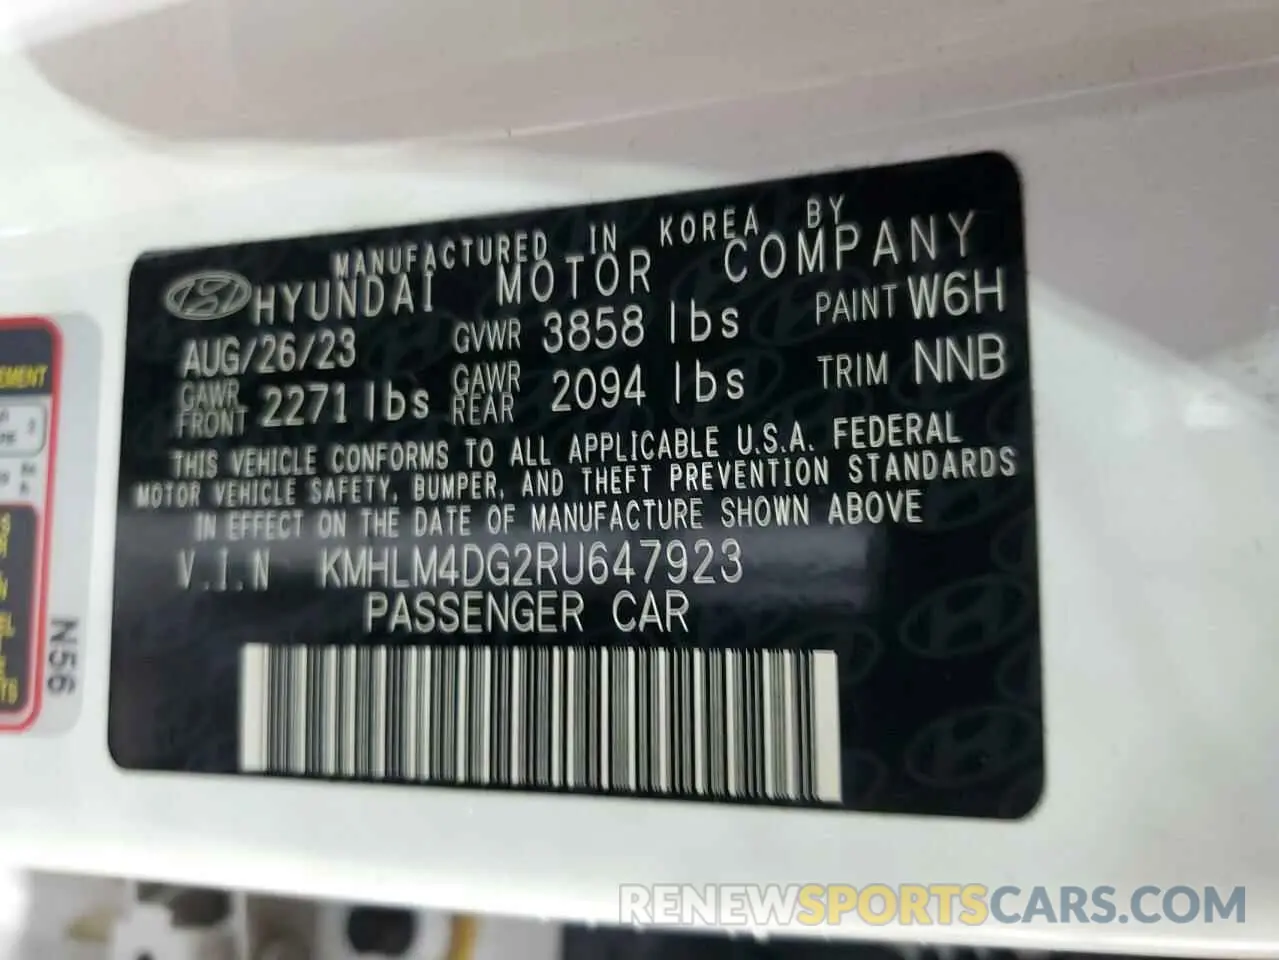 MANUFACTURED IN KOREA BY
HYUNDAI MOTOR COMPANY
AUG/26/23 GVWR 3858 lbs PAINT W6H
GAWR FRONT 2271 lbs GAWR REAR 2094 lbs TRIM NNB
THIS VEHICLE CONFORMS TO ALL APPLICABLE U.S.A. FEDERAL
MOTOR VEHICLE SAFETY, BUMPER, AND THEFT PREVENTION STANDARDS
IN EFFECT ON THE DATE OF MANUFACTURE SHOWN ABOVE
V.I.N KMHLM4DG2RU647923
PASSENGER CAR
N56
RENEWSPORTSCARS.COM